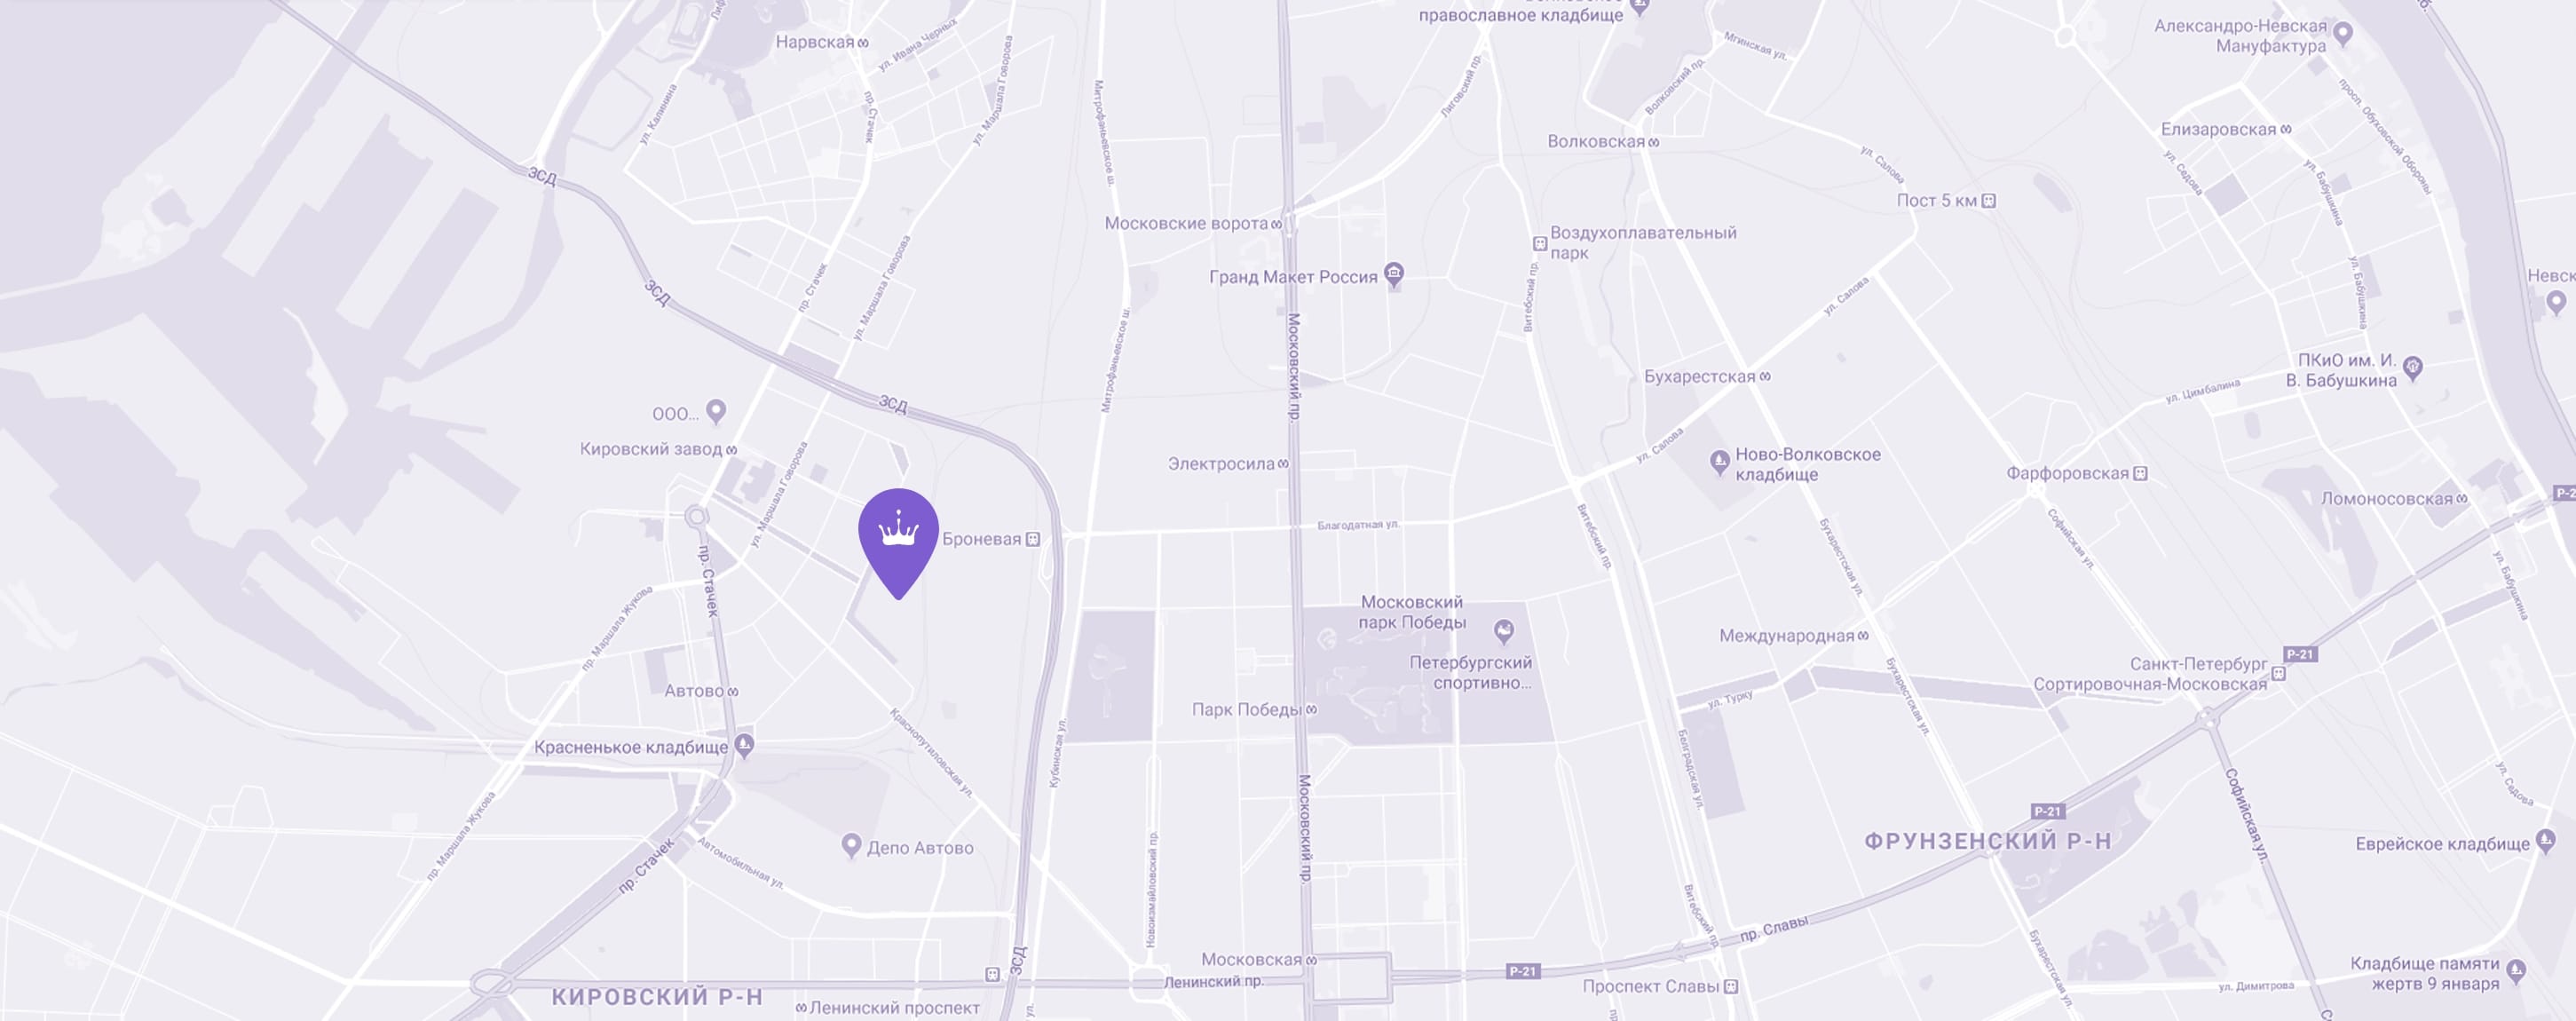 православное кладбище
Нарвская
ул. Ивана Черных
Мгинская ул.
Александро-Невская
Мануфактура
ул. Калинина
пр. Стачек
ул. Маршала Говорова
Митрофаньевское ш.
Лиговский пр.
Волковский пр.
просп. Обуховской Обороны
Волковская
Елизаровская
ул. Салова
ул. Седова
ул. Бабушкина
ЗСД
Пост 5 км
Московские ворота
Воздухоплавательный
парк
Гранд Макет Россия
пр. Стачек
ул. Маршала Говорова
ЗСД
Витебский пр.
ул. Салова
ул. Бабушкина
Митрофаньевское ш.
Московский пр.
Бухарестская
ПКиО им. И.
В. Бабушкина
ул. Цимбалина
ЗСД
ООО...
Кировский завод
Электросила
ул. Салова
Ново-Волковское
кладбище
Фарфоровская
Ломоносовская
ул. Маршала Говорова
Броневая
Благодатная ул.
Витебский пр.
Бухарестская ул.
Софийская ул.
пр. Стачек
ул. Бабушкина
пр. Маршала Жукова
Московский
парк Победы
Международная
Р-21
Петербургский
спортивно...
Санкт-Петербург
Сортировочная-Московская
Автово
ул. Турку
Бухарестская ул.
Парк Победы
Краснопутиловская ул.
Кубинская ул.
Белградская ул.
Красненькое кладбище
Московский пр.
Софийская ул.
ул. Седова
Р-21
пр. Маршала Жукова
ФРУНЗЕНСКИЙ Р-Н
Еврейское кладбище
Депо Автово
Автомобильная ул.
пр. Стачек
Новоизмайловский пр.
Витебский пр.
пр. Славы
Бухарестская ул.
ЗСД
Московская
Р-21
Ленинский пр.
Проспект Славы
Кладбище памяти
жертв 9 января
ул. Димитрова
КИРОВСКИЙ Р-Н
Ленинский проспект